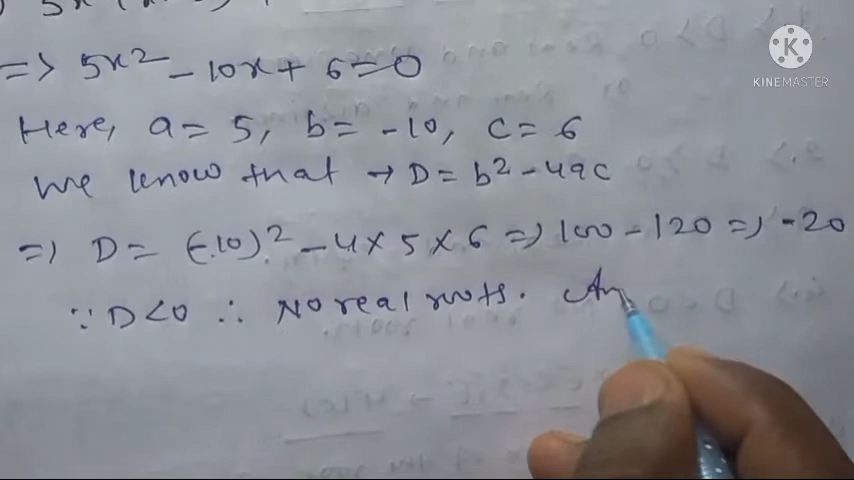 => 5x² - 10x + 6 = 0
Here, a = 5, b = -10, c = 6
We know that → D = b² - 4ac
=> D = (-10)² - 4 × 5 × 6 => 100 - 120 => -20
∵ D < 0 ∴ No real roots. An
K
KINEMASTER